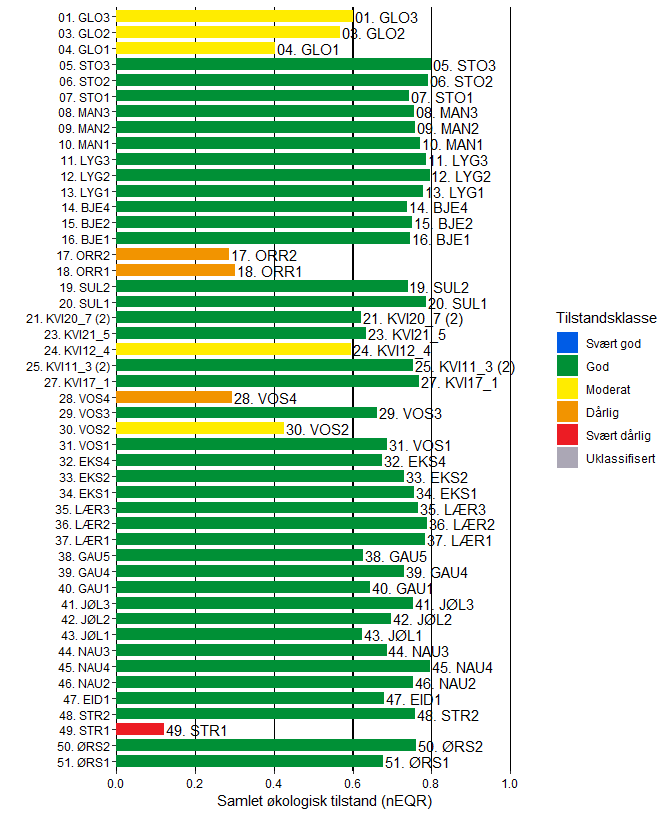 01. GLO3 01. GLO3
03. GLO2 03. GLO2
04. GLO1 04. GLO1
05. STO3 05. STO3
06. STO2 06. STO2
07. STO1 07. STO1
08. MAN3 08. MAN3
09. MAN2 09. MAN2
10. MAN1 10. MAN1
11. LYG3 11. LYG3
12. LYG2 12. LYG2
13. LYG1 13. LYG1
14. BJE4 14. BJE4
15. BJE2 15. BJE2
16. BJE1 16. BJE1
17. ORR2 17. ORR2
18. ORR1 18. ORR1
19. SUL2 19. SUL2
20. SUL1 20. SUL1
21. KVI20_7 (2) 21. KVI20_7 (2)
23. KVI21_5 23. KVI21_5
24. KVI12_4 24. KVI12_4
25. KVI11_3 (2) 25. KVI11_3 (2)
27. KVI17_1 27. KVI17_1
28. VOS4 28. VOS4
29. VOS3 29. VOS3
30. VOS2 30. VOS2
31. VOS1 31. VOS1
32. EKS4 32. EKS4
33. EKS2 33. EKS2
34. EKS1 34. EKS1
35. LÆR3 35. LÆR3
36. LÆR2 36. LÆR2
37. LÆR1 37. LÆR1
38. GAU5 38. GAU5
39. GAU4 39. GAU4
40. GAU1 40. GAU1
41. JØL3 41. JØL3
42. JØL2 42. JØL2
43. JØL1 43. JØL1
44. NAU3 44. NAU3
45. NAU4 45. NAU4
46. NAU2 46. NAU2
47. EID1 47. EID1
48. STR2 48. STR2
49. STR1 49. STR1
50. ØRS2 50. ØRS2
51. ØRS1 51. ØRS1
0.0 0.2 0.4 0.6 0.8 1.0
Samlet økologisk tilstand (nEQR)
Tilstandsklasse
Svært god
God
Moderat
Dårlig
Svært dårlig
Uklassifisert